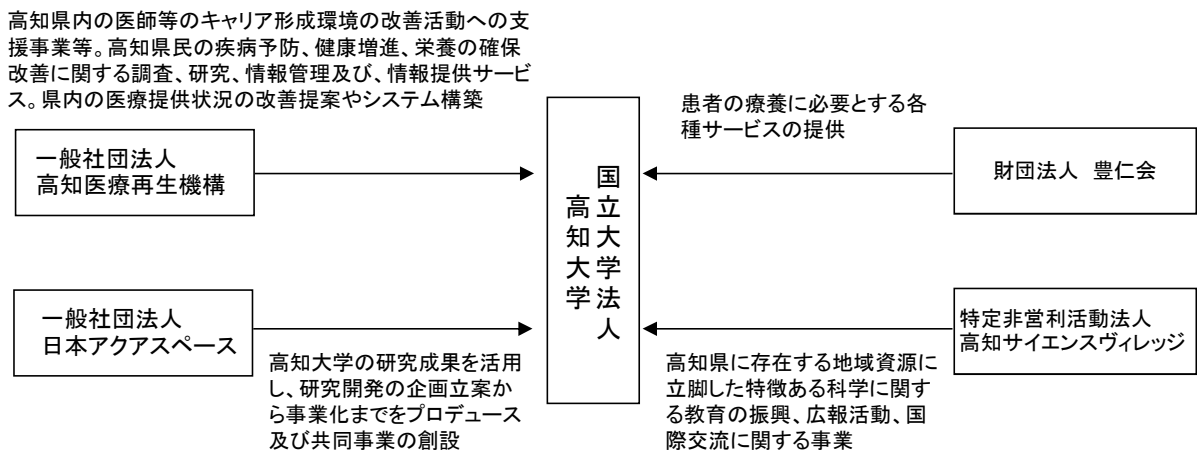 高知県内の医師等のキャリア形成環境の改善活動への支
援事業等。高知県民の疾病予防、健康増進、栄養の確保
改善に関する調査、研究、情報管理及び、情報提供サービ
ス。県内の医療提供状況の改善提案やシステム構築
一般社団法人
高知医療再生機構
国立大学法人
高知大学
患者の療養に必要とする各
種サービスの提供
財団法人 豊仁会
一般社団法人
日本アクアスペース
高知大学の研究成果を活用
し、研究開発の企画立案か
ら事業化までをプロデュース
及び共同事業の創設
特定非営利活動法人
高知サイエンスヴィレッジ
高知県に存在する地域資源に
立脚した特徴ある科学に関す
る教育の振興、広報活動、国
際交流に関する事業